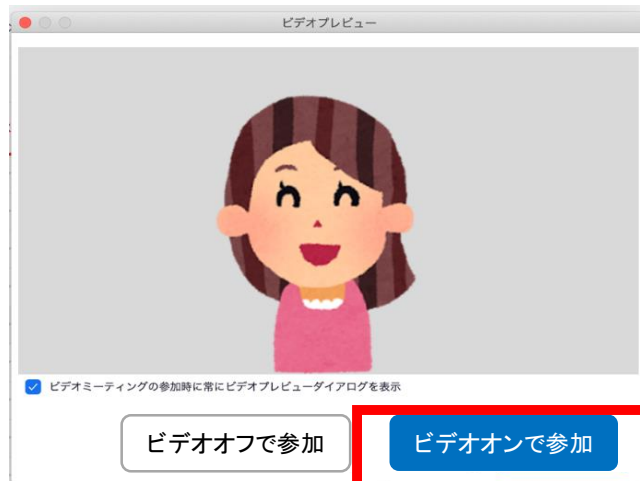 ビデオプレビュー
ビデオミーティングの参加時に常にビデオプレビューダイアログを表示
ビデオオフで参加
ビデオオンで参加